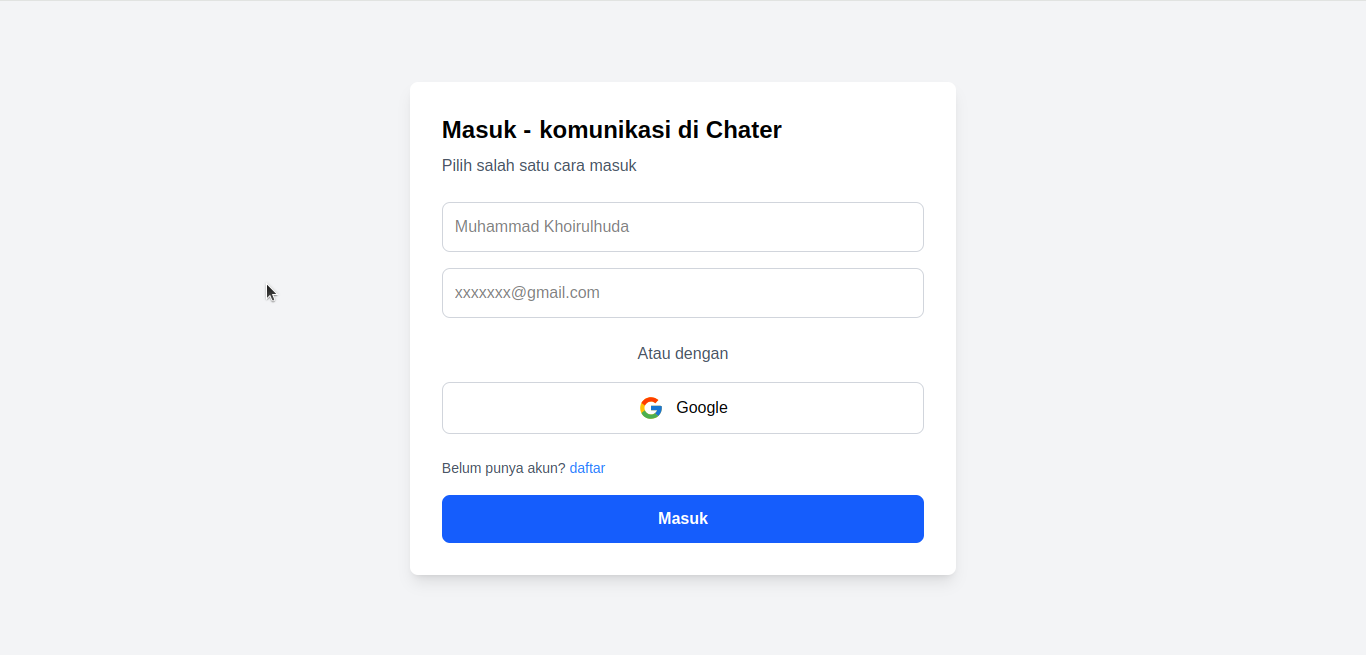 Masuk - komunikasi di Chater
Pilih salah satu cara masuk
Muhammad Khoirulhuda
xxxxxxx@gmail.com
Atau dengan
Google
Belum punya akun? daftar
Masuk